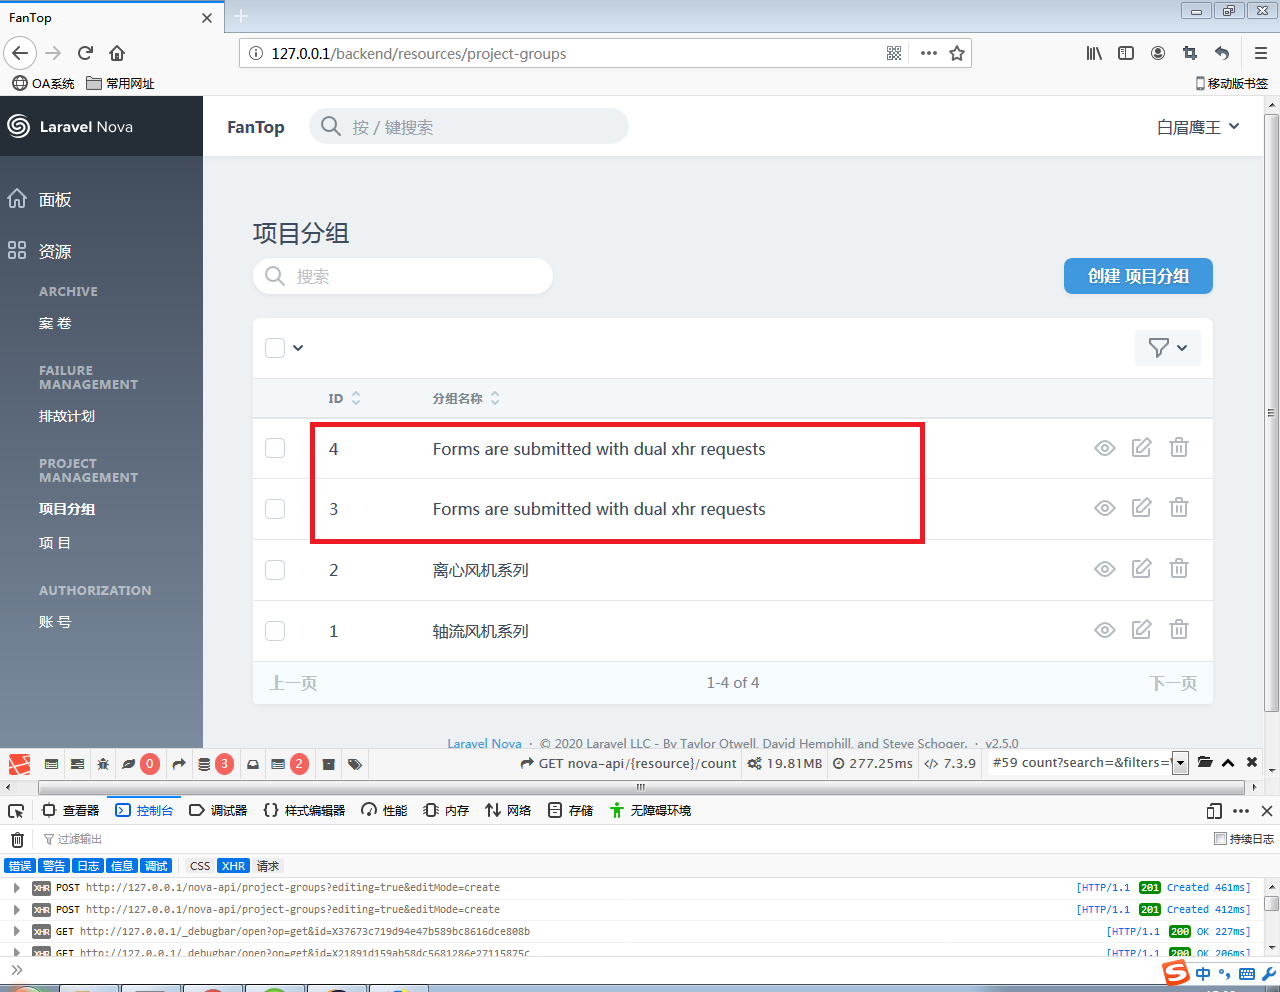 FanTop
127.0.0.1/backend/resources/project-groups
OA系统 常用网址 移动版书签
Laravel Nova FanTop 按 / 键搜索 白眉鹰王
面板
资源
ARCHIVE
案 卷
FAILURE MANAGEMENT
排故计划
PROJECT MANAGEMENT
项目分组
项 目
AUTHORIZATION
账 号
项目分组
搜索 创建 项目分组
ID 分组名称
4 Forms are submitted with dual xhr requests
3 Forms are submitted with dual xhr requests
2 离心风机系列
1 轴流风机系列
上一页 1-4 of 4 下一页
Laravel Nova · © 2020 Laravel LLC - By Taylor Otwell, David Hemphill, and Steve Schoger. · v2.5.0
0 3 2 GET nova-api/{resource}/count 19.81MB 277.25ms 7.3.9 #59 count?search=&filters=
查看器 控制台 调试器 样式编辑器 性能 内存 网络 存储 无障碍环境
过滤输出 持续日志
错误 警告 日志 信息 调试 CSS XHR 请求
XHR POST http://127.0.0.1/nova-api/project-groups?editing=true&editMode=create [HTTP/1.1 201 Created 461ms]
XHR POST http://127.0.0.1/nova-api/project-groups?editing=true&editMode=create [HTTP/1.1 201 Created 412ms]
XHR GET http://127.0.0.1/_debugbar/open?op=get&id=X37673c719d94e47b589bc8616dce808b [HTTP/1.1 200 OK 227ms]
XHR GET http://127.0.0.1/_debugbar/open?op=get&id=X21891d159ab58dc5681286e27115875c [HTTP/1.1 200 OK 206ms]
中